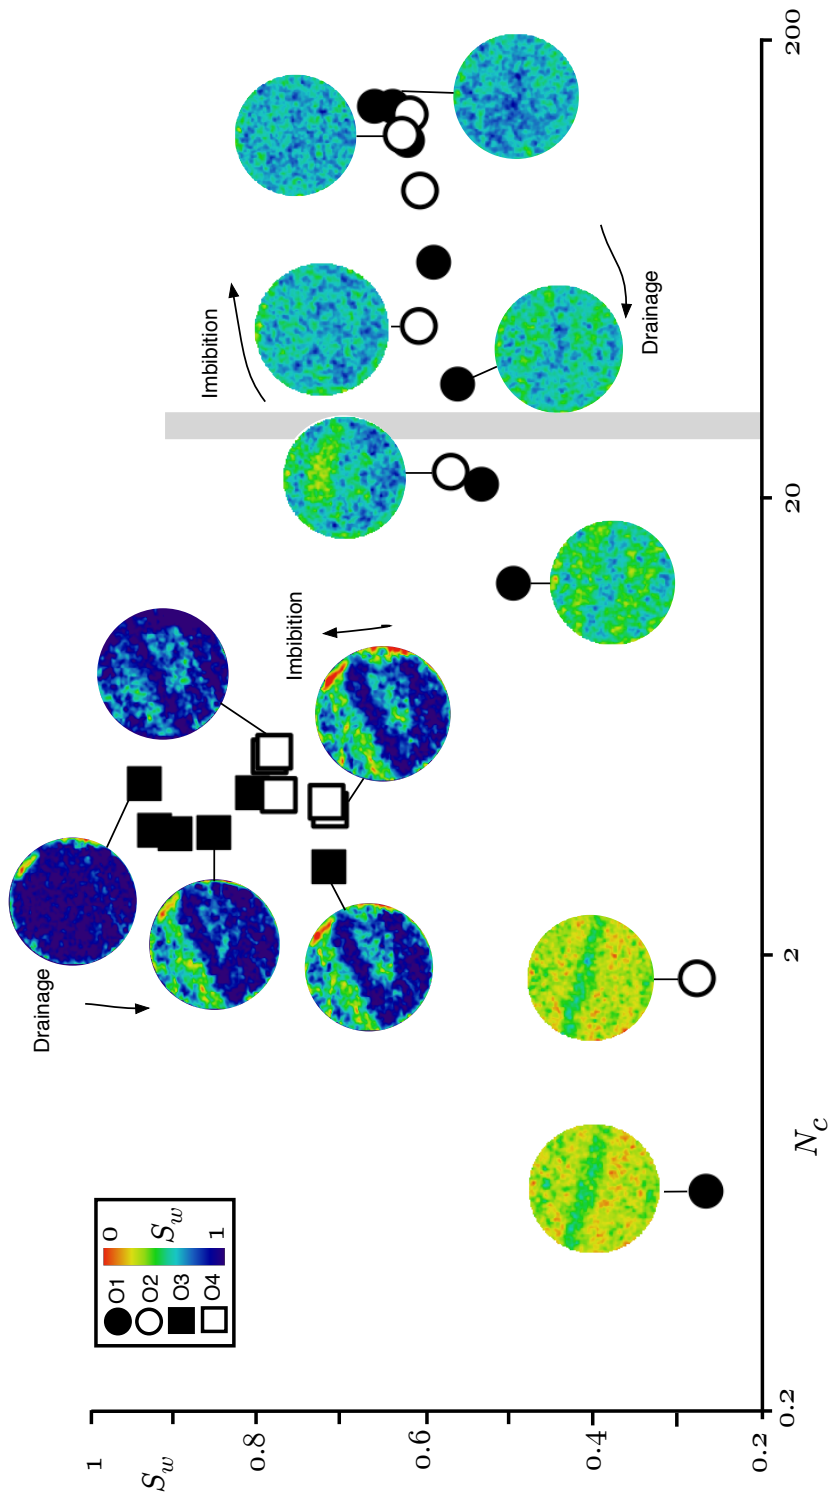 Drainage
Imbibition
Imbibition
Drainage
O1
O2
O3
O4
0
S_w
1
1
S_w
0.8
0.6
0.4
0.2
0.2
2
20
200
N_c